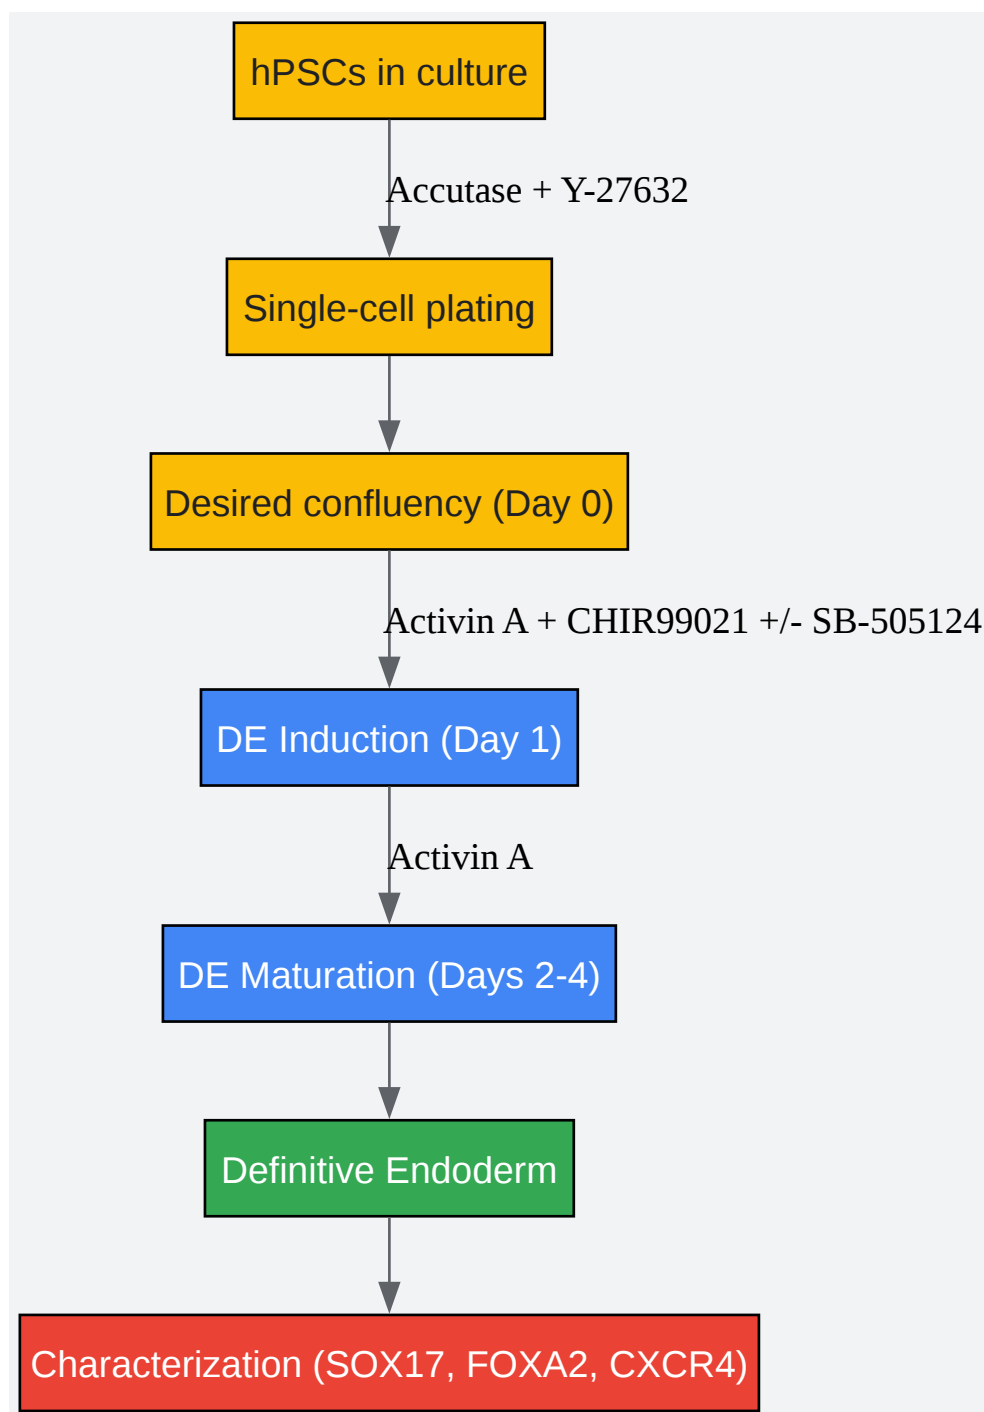 hPSCs in culture
Accutase + Y-27632
Single-cell plating
Desired confluency (Day 0)
Activin A + CHIR99021 +/- SB-505124
DE Induction (Day 1)
Activin A
DE Maturation (Days 2-4)
Definitive Endoderm
Characterization (SOX17, FOXA2, CXCR4)